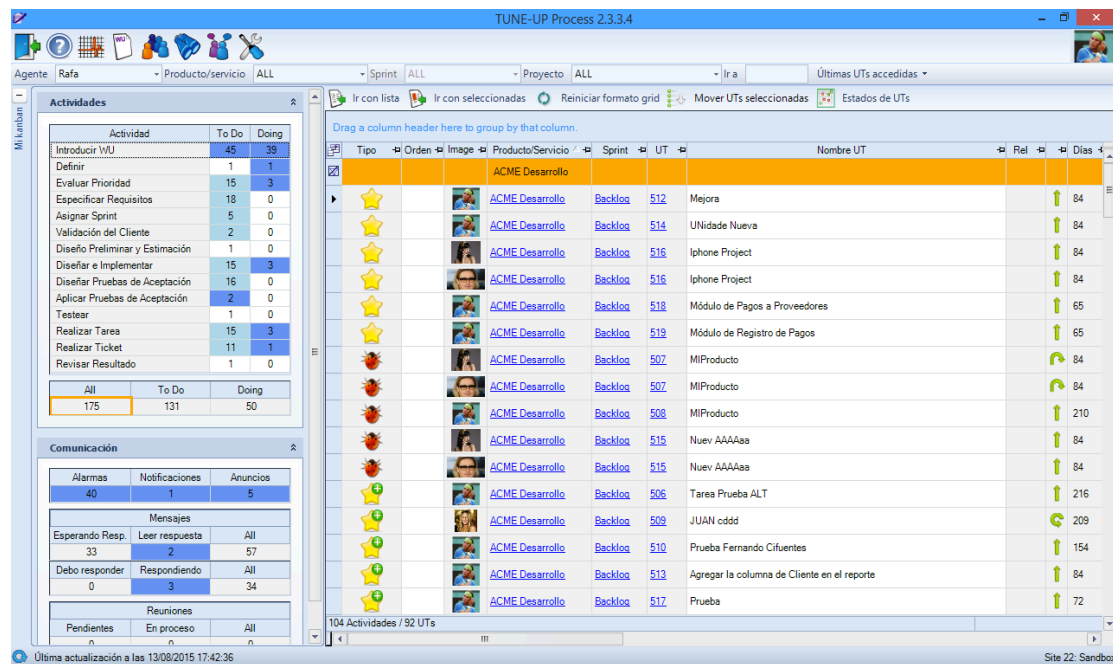 TUNE-UP Process 2.3.3.4
WU
Agente Rafa Producto/servicio ALL Sprint ALL Proyecto ALL Ir a Últimas UTs accedidas
Mi kanban
Actividades
Actividad To Do Doing
Introducir WU 45 39
Definir 1 1
Evaluar Prioridad 15 3
Especificar Requisitos 18 0
Asignar Sprint 5 0
Validación del Cliente 2 0
Diseño Preliminar y Estimación 1 0
Diseñar e Implementar 15 3
Diseñar Pruebas de Aceptación 16 0
Aplicar Pruebas de Aceptación 2 0
Testear 1 0
Realizar Tarea 15 3
Realizar Ticket 11 1
Revisar Resultado 1 0
All To Do Doing
175 131 50
Comunicación
Alarmas Notificaciones Anuncios
40 1 5
Mensajes
Esperando Resp. Leer respuesta All
33 2 57
Debo responder Respondiendo All
0 3 34
Reuniones
Pendientes En proceso All
0 0 0
Ir con lista Ir con seleccionadas Reiniciar formato grid Mover UTs seleccionadas Estados de UTs
Drag a column header here to group by that column.
Tipo Orden Image Producto/Servicio Sprint UT Nombre UT Rel Días
ACME Desarrollo
ACME Desarrollo Backlog 512 Mejora 84
ACME Desarrollo Backlog 514 UNidade Nueva 84
ACME Desarrollo Backlog 516 Iphone Project 84
ACME Desarrollo Backlog 516 Iphone Project 84
ACME Desarrollo Backlog 518 Módulo de Pagos a Proveedores 65
ACME Desarrollo Backlog 519 Módulo de Registro de Pagos 65
ACME Desarrollo Backlog 507 MIProducto 84
ACME Desarrollo Backlog 507 MIProducto 84
ACME Desarrollo Backlog 508 MIProducto 210
ACME Desarrollo Backlog 515 Nuev AAAAaa 84
ACME Desarrollo Backlog 515 Nuev AAAAaa 84
ACME Desarrollo Backlog 506 Tarea Prueba ALT 216
ACME Desarrollo Backlog 509 JUAN cddd 209
ACME Desarrollo Backlog 510 Prueba Fernando Cifuentes 154
ACME Desarrollo Backlog 513 Agregar la columna de Cliente en el reporte 84
ACME Desarrollo Backlog 517 Prueba 72
104 Actividades / 92 UTs
Última actualización a las 13/08/2015 17:42:36
Site 22: Sandbox